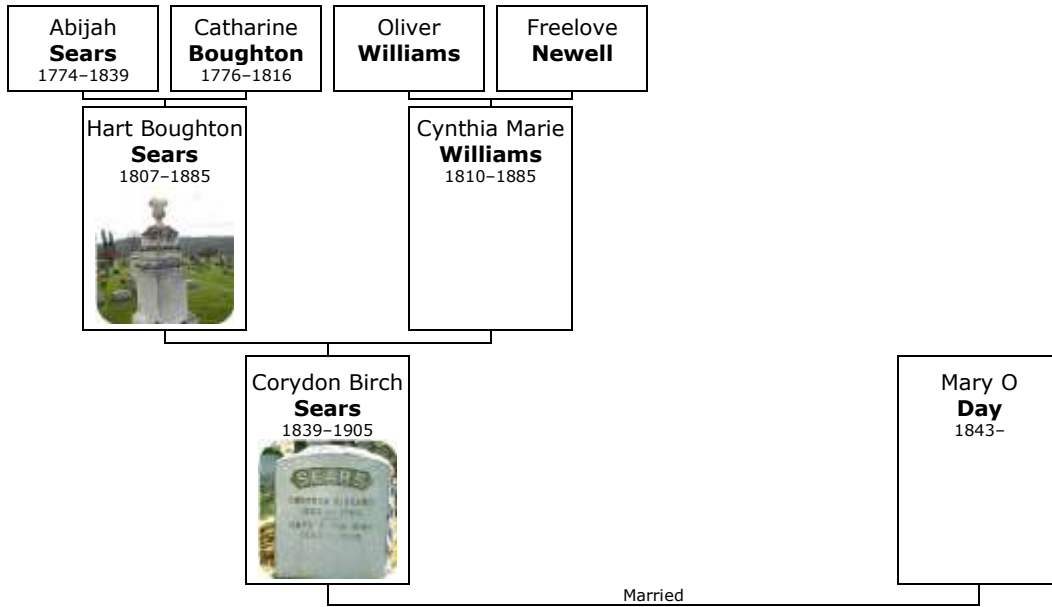 Abijah
Sears
1774–1839
Catharine
Boughton
1776–1816
Oliver
Williams
Freelove
Newell
Hart Boughton
Sears
1807–1885
Cynthia Marie
Williams
1810–1885
Corydon Birch
Sears
1839–1905
SEARS
Mary O
Day
1843–
Married